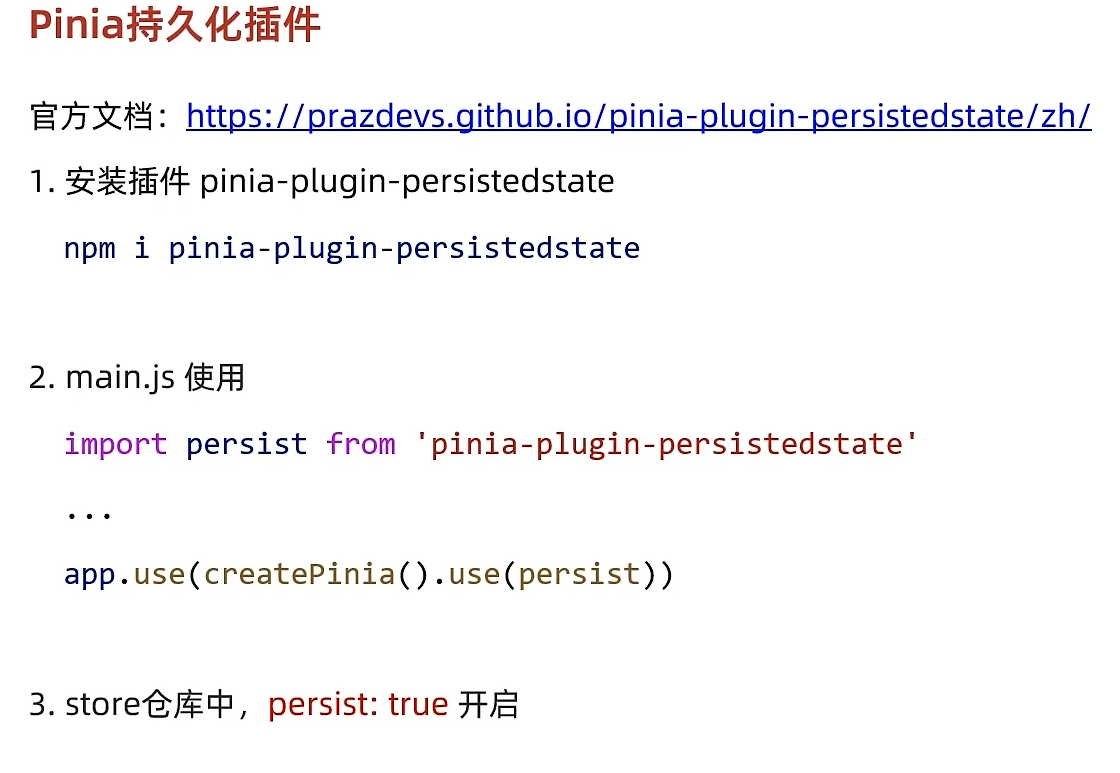 Pinia持久化插件
官方文档：https://prazdevs.github.io/pinia-plugin-persistedstate/zh/
1. 安装插件 pinia-plugin-persistedstate
npm i pinia-plugin-persistedstate
2. main.js 使用
import persist from 'pinia-plugin-persistedstate'
...
app.use(createPinia().use(persist))
3. store仓库中，persist: true 开启